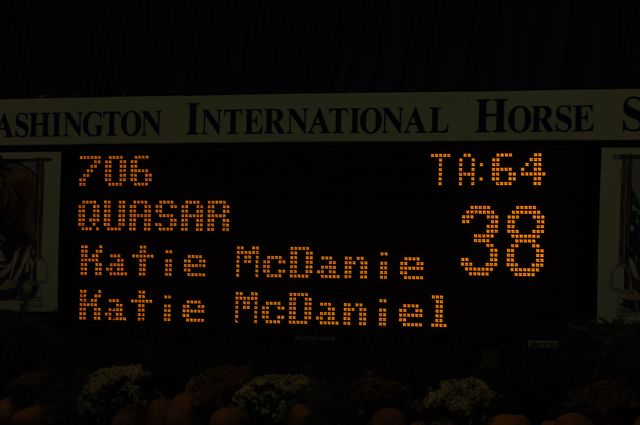 ASHINGTON INTERNATIONAL HORSE S
706 TA:64
QUASAR 38
Katie McDanie
Katie McDaniel